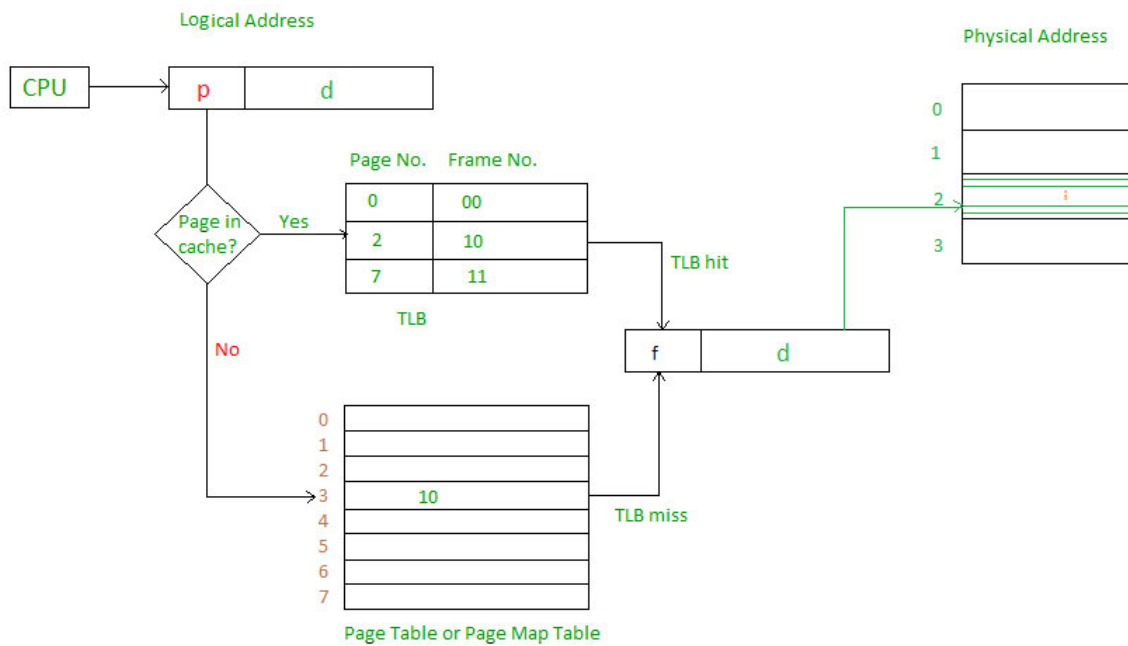 Logical Address
Physical Address
CPU
p d
0
1
2 i
3
Page No. Frame No.
0 00
2 10
7 11
TLB
Page in
cache?
Yes
No
TLB hit
f d
0
1
2
3 10
4
5
6
7
TLB miss
Page Table or Page Map Table